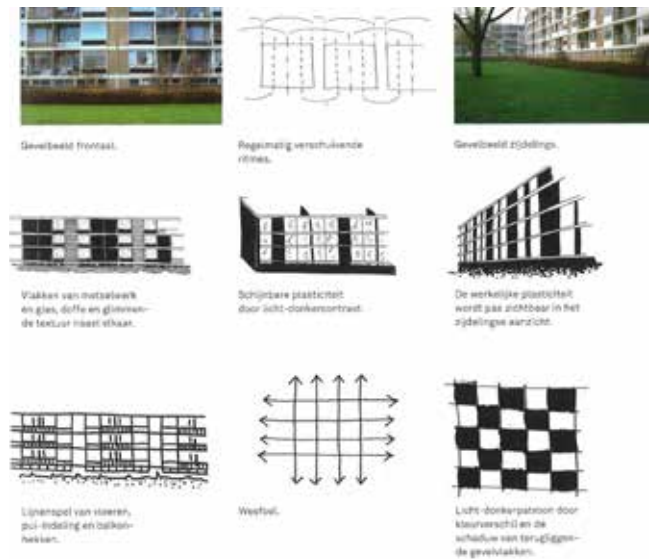 Gevelbeeld frontaal.
Regelmatig verschuivende
ritmes.
Gevelbeeld zijdelings.
Vlakken van metselwerk
en glas, doffe en glimmen-
de textuur naast elkaar.
Schijnbare plasticiteit
door licht-donkercontrast.
De werkelijke plasticiteit
wordt pas zichtbaar in het
zijdelingse aanzicht.
Lijnenspel van vloeren,
pui-indeling en balkon-
hekken.
Weefsel.
Licht-donkerpatroon door
kleurverschil en de
schaduw van terugliggen-
de gevelvlakken.